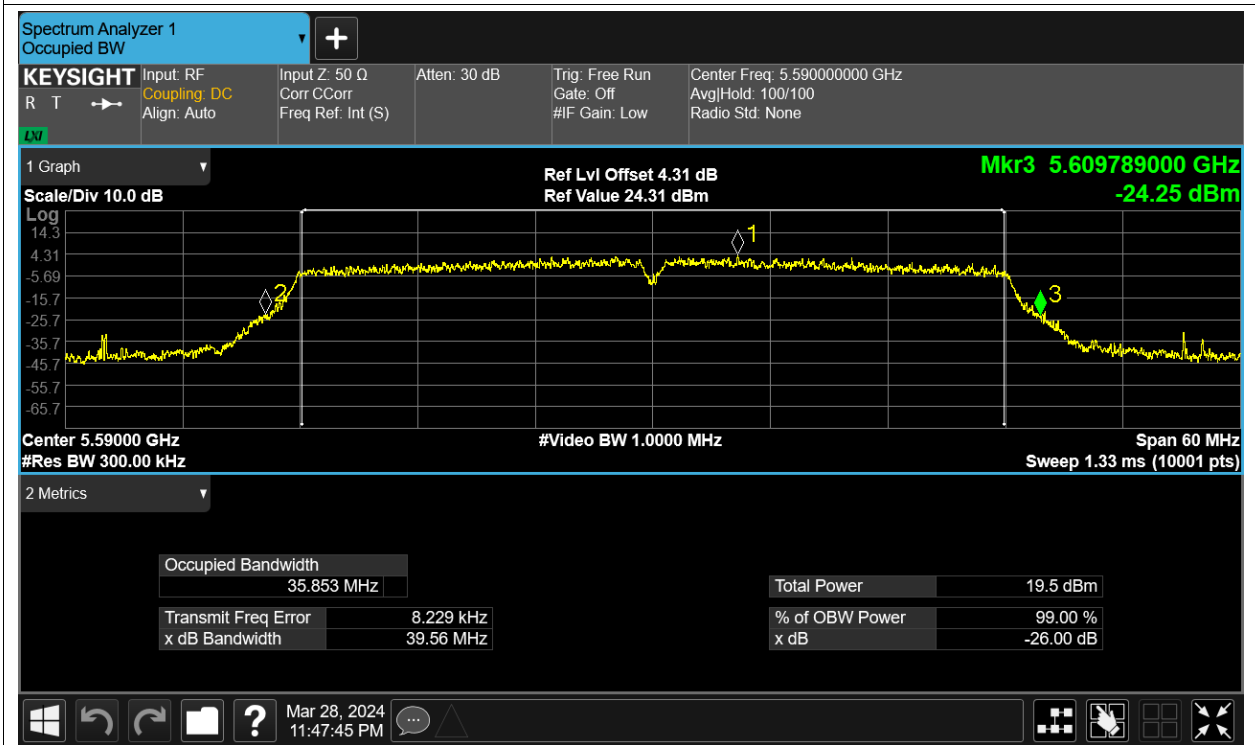 Spectrum Analyzer 1
Occupied BW
KEYSIGHT
R T
LXI
Input: RF
Coupling: DC
Align: Auto
Input Z: 50 Ω
Corr CCorr
Freq Ref: Int (S)
Atten: 30 dB
Trig: Free Run
Gate: Off
#IF Gain: Low
Center Freq: 5.590000000 GHz
Avg|Hold: 100/100
Radio Std: None
1 Graph
Scale/Div 10.0 dB
Ref Lvl Offset 4.31 dB
Ref Value 24.31 dBm
Mkr3 5.609789000 GHz
-24.25 dBm
Log
14.3
4.31
-5.69
-15.7
-25.7
-35.7
-45.7
-55.7
-65.7
1
2
3
Center 5.59000 GHz
#Res BW 300.00 kHz
#Video BW 1.0000 MHz
Span 60 MHz
Sweep 1.33 ms (10001 pts)
2 Metrics
Occupied Bandwidth
35.853 MHz
Transmit Freq Error 8.229 kHz
x dB Bandwidth 39.56 MHz
Total Power 19.5 dBm
% of OBW Power 99.00 %
x dB -26.00 dB
?
Mar 28, 2024
11:47:45 PM